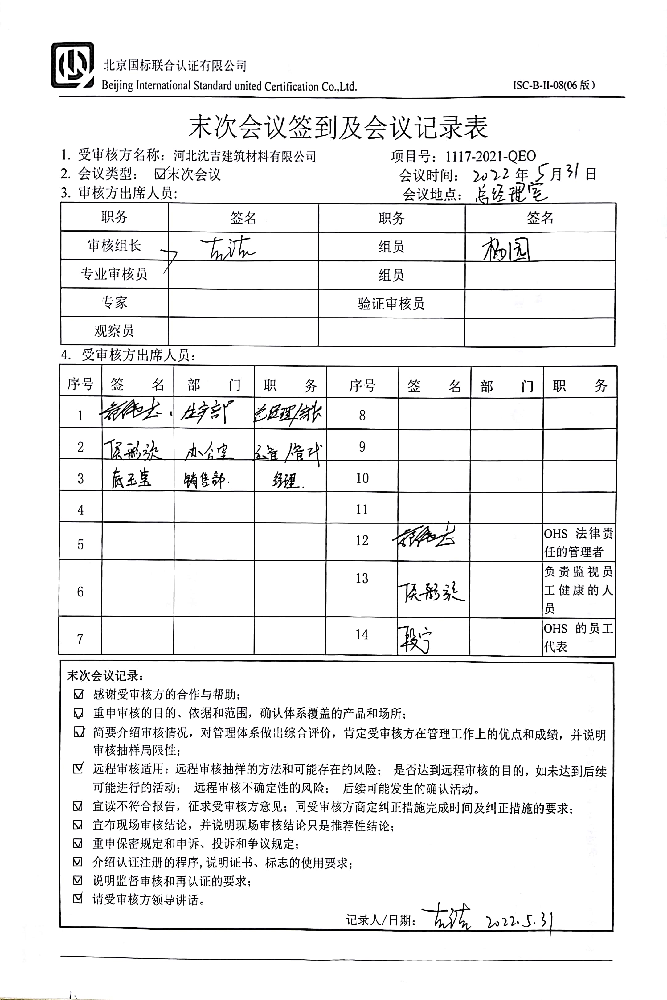 北京国标联合认证有限公司
Beijing International Standard united Certification Co.,Ltd.
ISC-B-II-08(06 版)
末次会议签到及会议记录表
1. 受审核方名称：河北沈吉建筑材料有限公司 项目号：1117-2021-QEO
2. 会议类型：☑末次会议 会议时间：2022 年 5 月 31 日
3. 审核方出席人员： 会议地点：总经理室
职务 签名 职务 签名
审核组长 组员 杨园
专业审核员 组员
专家 验证审核员
观察员
4. 受审核方出席人员：
序号 签 名 部 门 职 务 序号 签 名 部 门 职 务
1 生产部 总经理/部长 8
2 侯彤 办公室 主管/管代 9
3 底玉堂 销售部. 经理. 10
4 11
5 12 OHS 法律责
任的管理者
6 13 侯彤 负责监视员
工健康的人
员
7 14 段宁 OHS 的员工
代表
末次会议记录：
☑ 感谢受审核方的合作与帮助；
☑ 重申审核的目的、依据和范围，确认体系覆盖的产品和场所；
☑ 简要介绍审核情况，对管理体系做出综合评价，肯定受审核方在管理工作上的优点和成绩，并说明
审核抽样局限性；
☑ 远程审核适用：远程审核抽样的方法和可能存在的风险； 是否达到远程审核的目的，如未达到后续
可能进行的活动； 远程审核不确定性的风险； 后续可能发生的确认活动。
☑ 宣读不符合报告，征求受审核方意见；同受审核方商定纠正措施完成时间及纠正措施的要求；
☑ 宣布现场审核结论，并说明现场审核结论只是推荐性结论；
☑ 重申保密规定和申诉、投诉和争议规定；
☑ 介绍认证注册的程序,说明证书、标志的使用要求；
☑ 说明监督审核和再认证的要求；
☑ 请受审核方领导讲话。
记录人/日期： 2022.5.31